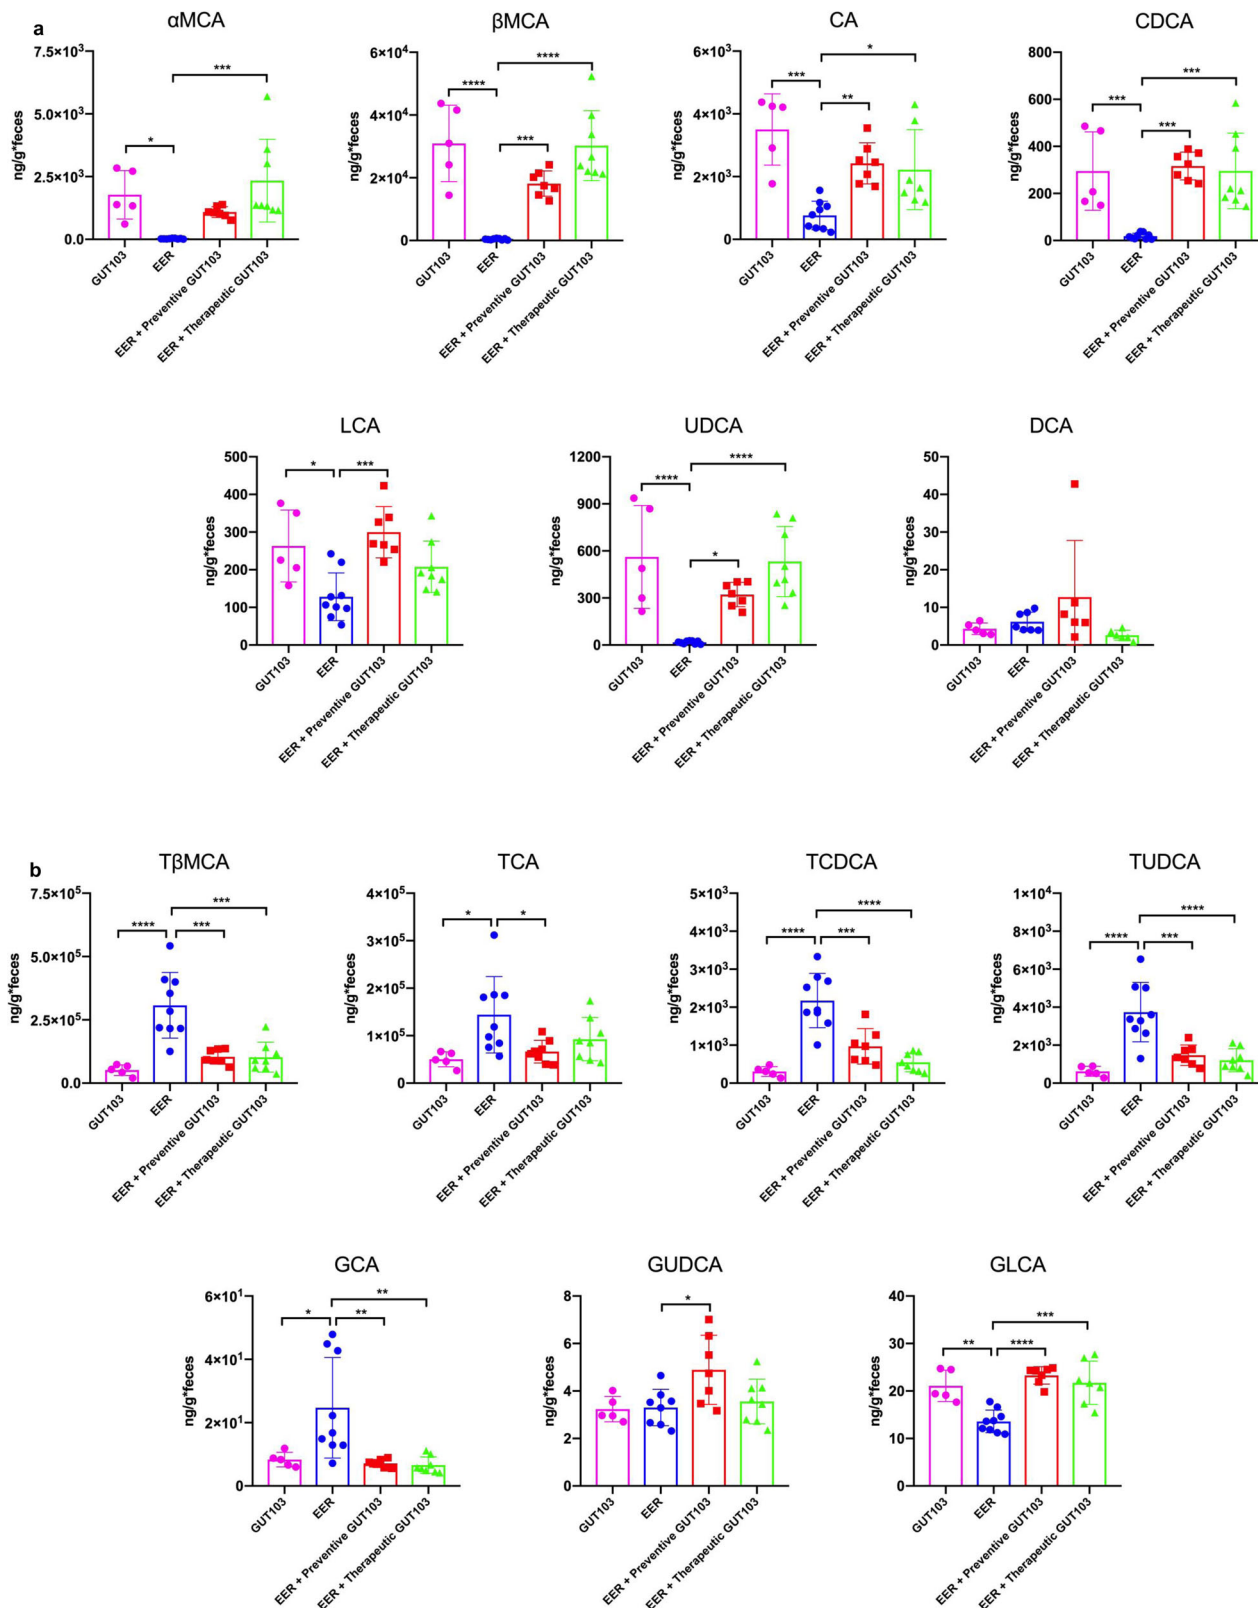 a
αMCA
ng/g*feces
7.5×10³
5.0×10³
2.5×10³
0.0
*
***
GUT103
EER
EER + Preventive GUT103
EER + Therapeutic GUT103
βMCA
ng/g*feces
6×10⁴
4×10⁴
2×10⁴
0
****
****
***
GUT103
EER
EER + Preventive GUT103
EER + Therapeutic GUT103
CA
ng/g*feces
6×10³
4×10³
2×10³
0
***
*
**
GUT103
EER
EER + Preventive GUT103
EER + Therapeutic GUT103
CDCA
ng/g*feces
800
600
400
200
0
***
***
***
GUT103
EER
EER + Preventive GUT103
EER + Therapeutic GUT103
LCA
ng/g*feces
500
400
300
200
100
0
*
***
GUT103
EER
EER + Preventive GUT103
EER + Therapeutic GUT103
UDCA
ng/g*feces
1200
900
600
300
0
****
****
*
GUT103
EER
EER + Preventive GUT103
EER + Therapeutic GUT103
DCA
ng/g*feces
50
40
30
20
10
0
GUT103
EER
EER + Preventive GUT103
EER + Therapeutic GUT103
b
TβMCA
ng/g*feces
7.5×10⁵
5.0×10⁵
2.5×10⁵
0.0
****
***
***
GUT103
EER
EER + Preventive GUT103
EER + Therapeutic GUT103
TCA
ng/g*feces
4×10⁵
3×10⁵
2×10⁵
1×10⁵
0
*
*
GUT103
EER
EER + Preventive GUT103
EER + Therapeutic GUT103
TCDCA
ng/g*feces
5×10³
4×10³
3×10³
2×10³
1×10³
0
****
****
***
GUT103
EER
EER + Preventive GUT103
EER + Therapeutic GUT103
TUDCA
ng/g*feces
1×10⁴
8×10³
6×10³
4×10³
2×10³
0
****
****
***
GUT103
EER
EER + Preventive GUT103
EER + Therapeutic GUT103
GCA
ng/g*feces
6×10¹
4×10¹
2×10¹
0
*
**
**
GUT103
EER
EER + Preventive GUT103
EER + Therapeutic GUT103
GUDCA
ng/g*feces
8
6
4
2
0
*
GUT103
EER
EER + Preventive GUT103
EER + Therapeutic GUT103
GLCA
ng/g*feces
40
30
20
10
0
**
***
****
GUT103
EER
EER + Preventive GUT103
EER + Therapeutic GUT103